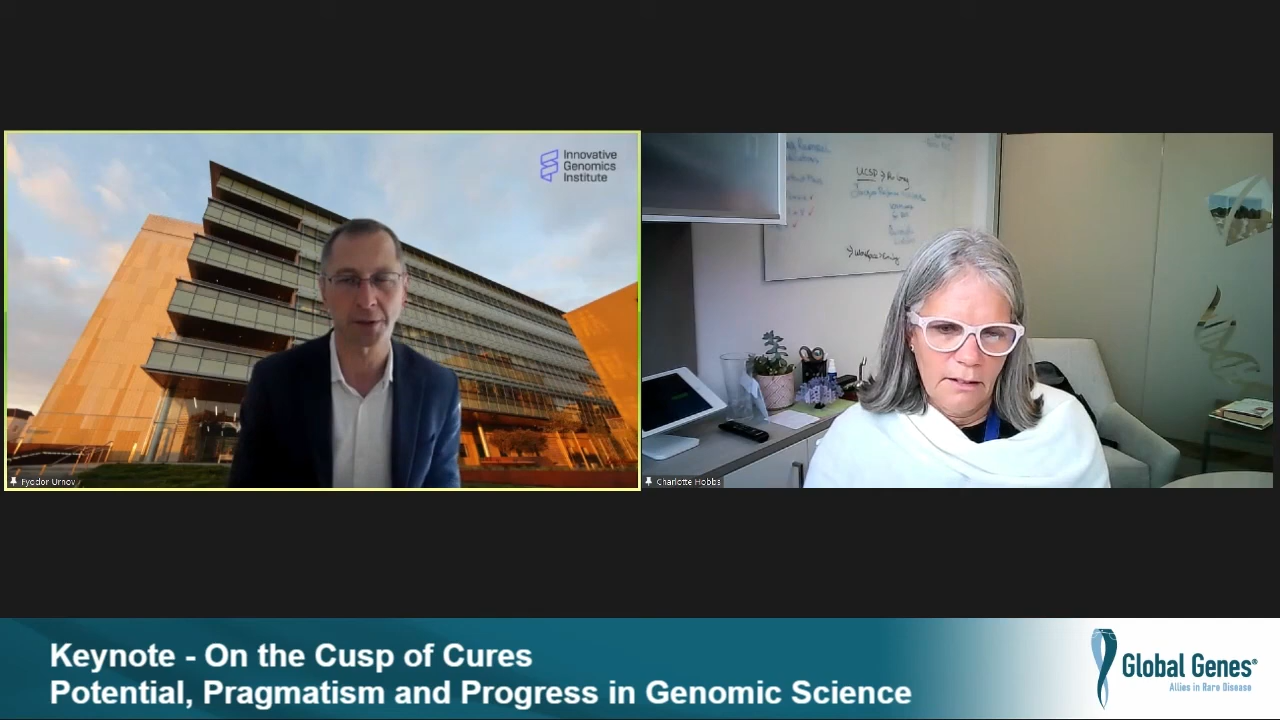 Innovative
Genomics
Institute
UCSD
Fyodor Urnov
Charlotte Hobbs
Keynote - On the Cusp of Cures
Potential, Pragmatism and Progress in Genomic Science
Global Genes®
Allies in Rare Disease